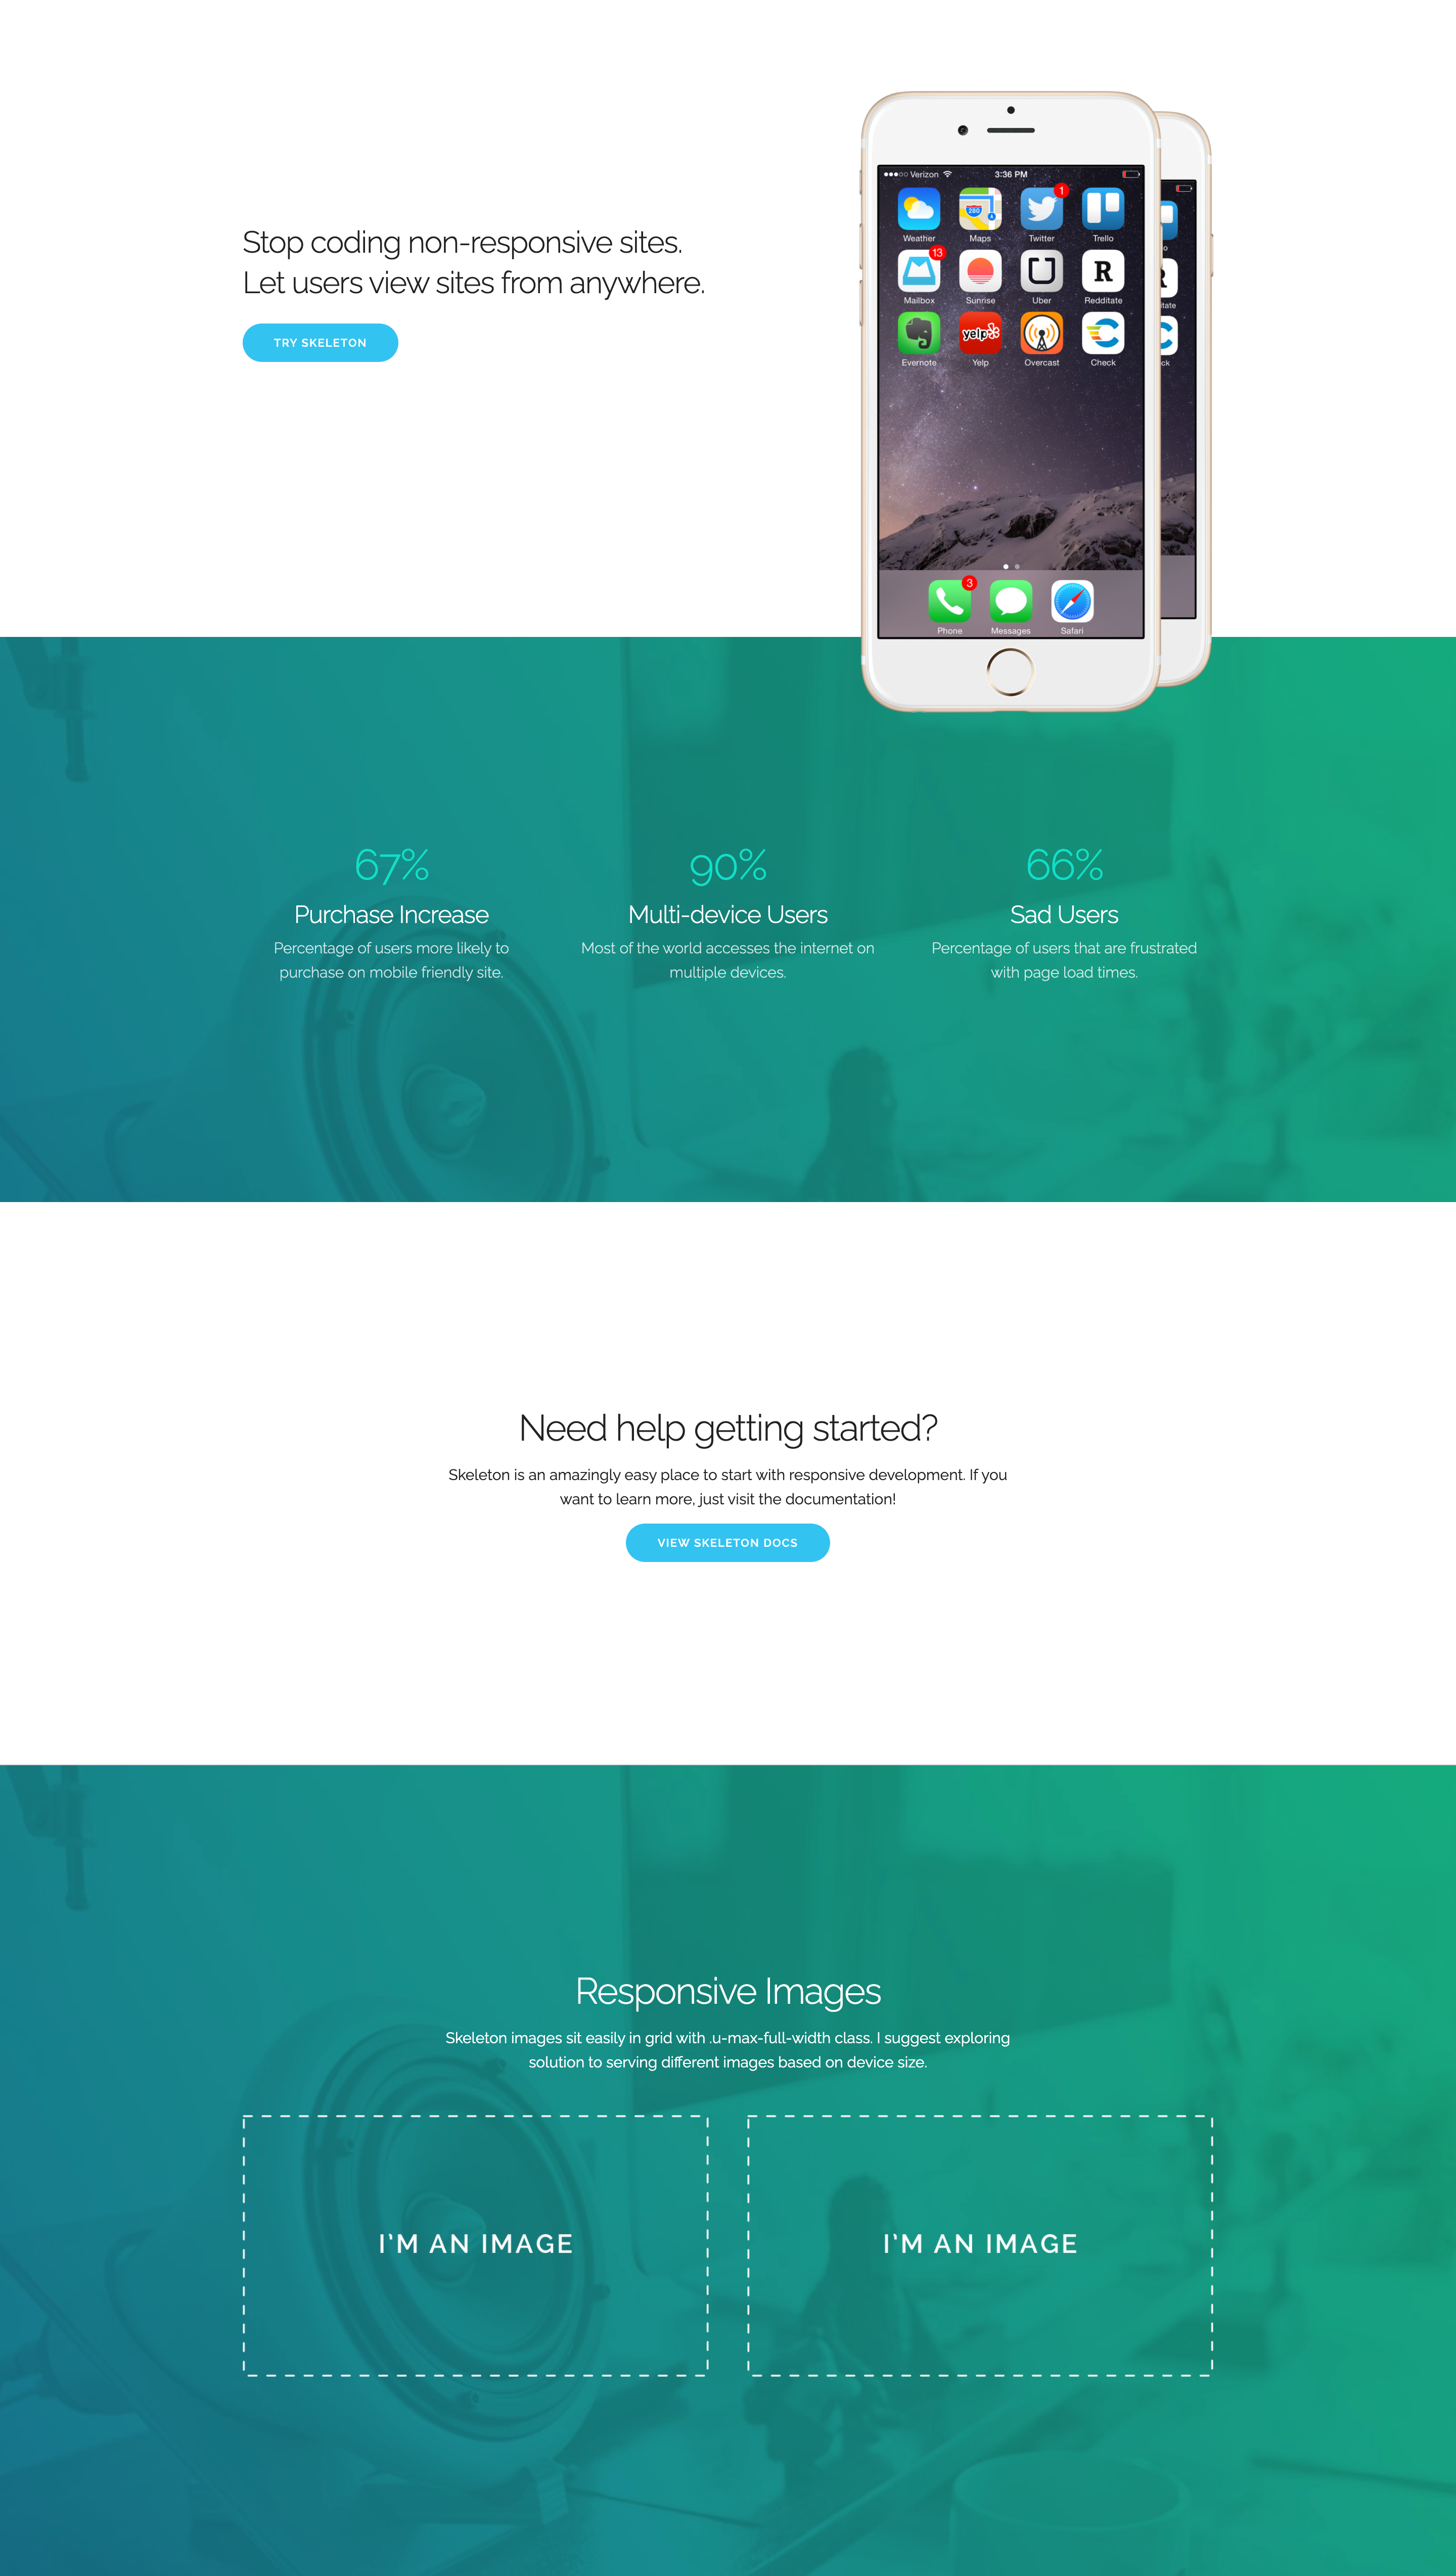 Stop coding non-responsive sites.
Let users view sites from anywhere.
TRY SKELETON
Verizon 3:36 PM
1
Weather Maps Twitter Trello
13
Mailbox Sunrise Uber Redditate
R
yelp
280
Evernote Yelp Overcast Check
3
Phone Messages Safari
67%
Purchase Increase
Percentage of users more likely to
purchase on mobile friendly site.
90%
Multi-device Users
Most of the world accesses the internet on
multiple devices.
66%
Sad Users
Percentage of users that are frustrated
with page load times.
Need help getting started?
Skeleton is an amazingly easy place to start with responsive development. If you
want to learn more, just visit the documentation!
VIEW SKELETON DOCS
Responsive Images
Skeleton images sit easily in grid with .u-max-full-width class. I suggest exploring
solution to serving different images based on device size.
I'M AN IMAGE
I'M AN IMAGE